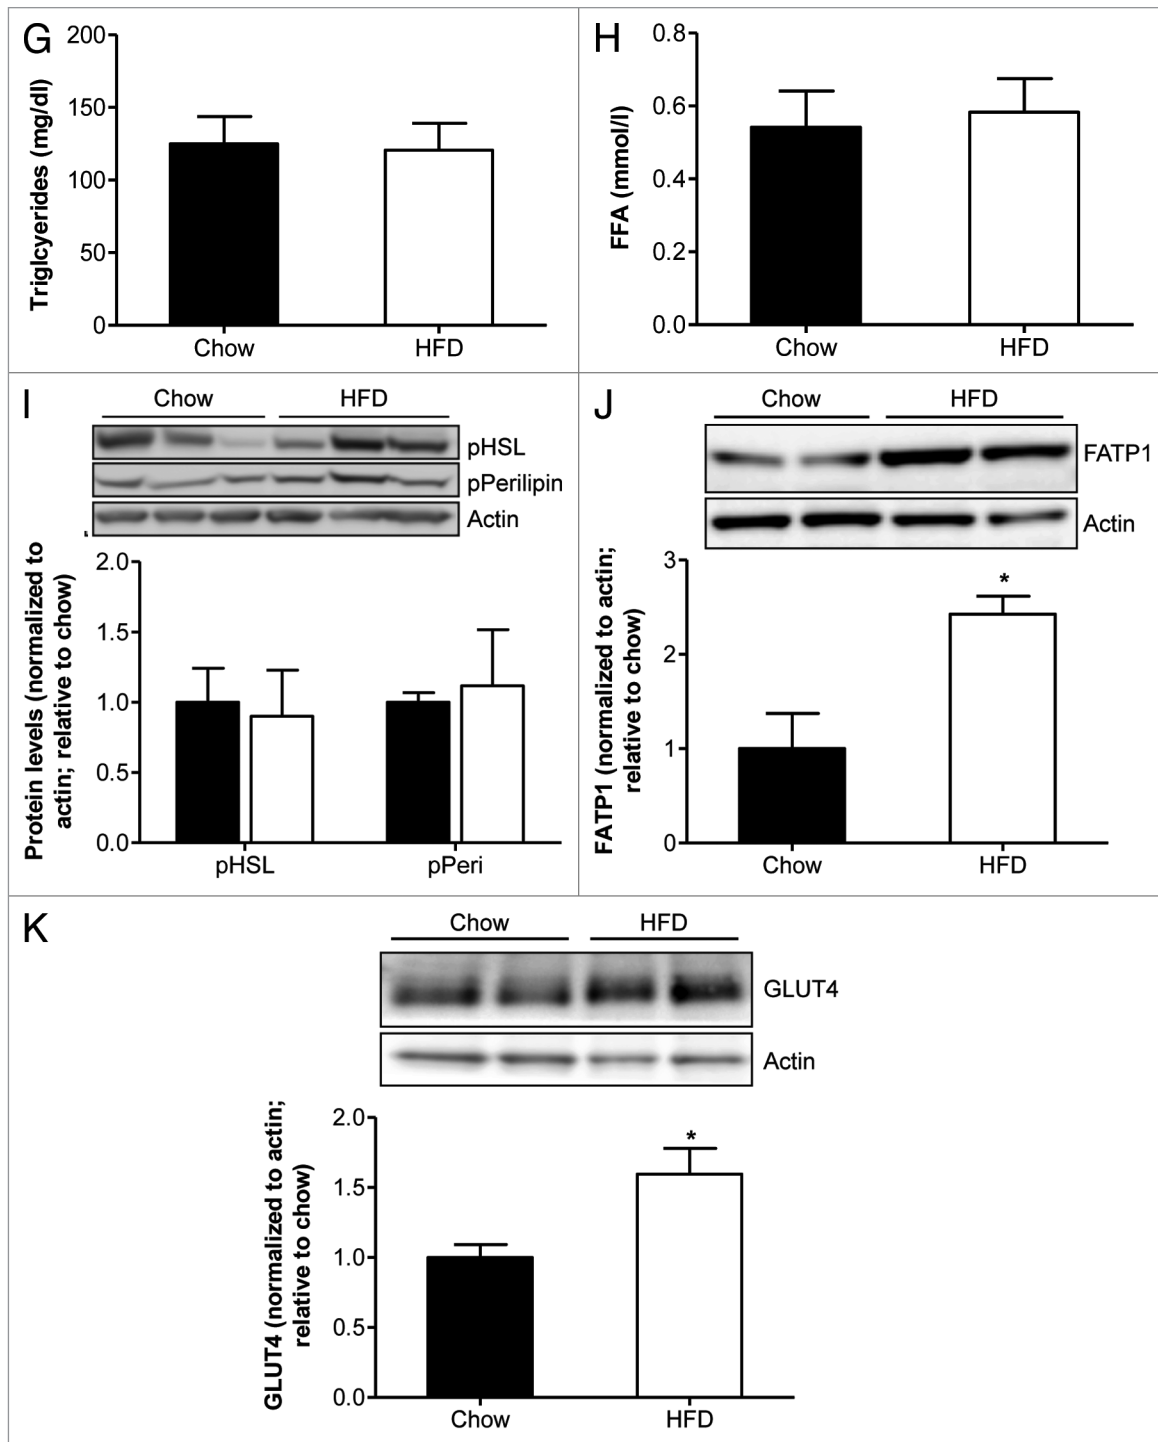 G
Triglcyerides (mg/dl)
200
150
100
50
0
Chow
HFD
H
FFA (mmol/l)
0.8
0.6
0.4
0.2
0.0
Chow
HFD
I
Chow
HFD
pHSL
pPerilipin
Actin
Protein levels (normalized to
actin; relative to chow)
2.0
1.5
1.0
0.5
0.0
pHSL
pPeri
J
Chow
HFD
FATP1
Actin
FATP1 (normalized to actin;
relative to chow)
3
2
1
0
*
Chow
HFD
K
Chow
HFD
GLUT4
Actin
GLUT4 (normalized to actin;
relative to chow)
2.0
1.5
1.0
0.5
0.0
*
Chow
HFD